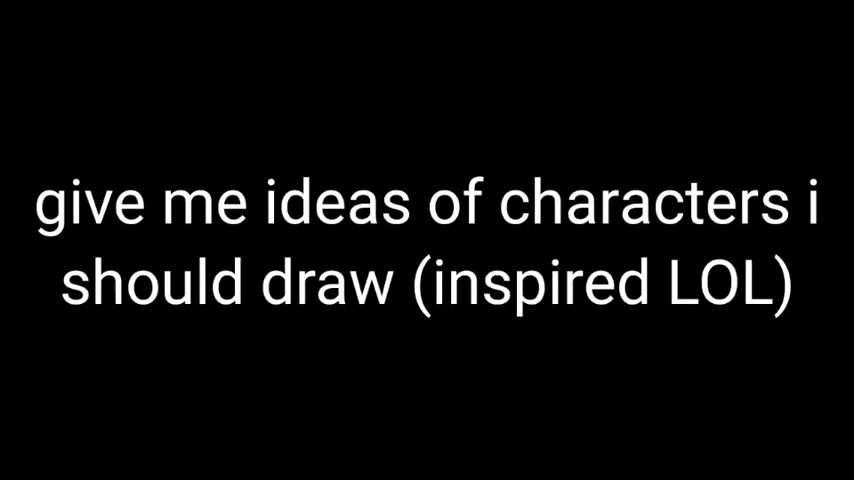 give me ideas of characters i
should draw (inspired LOL)